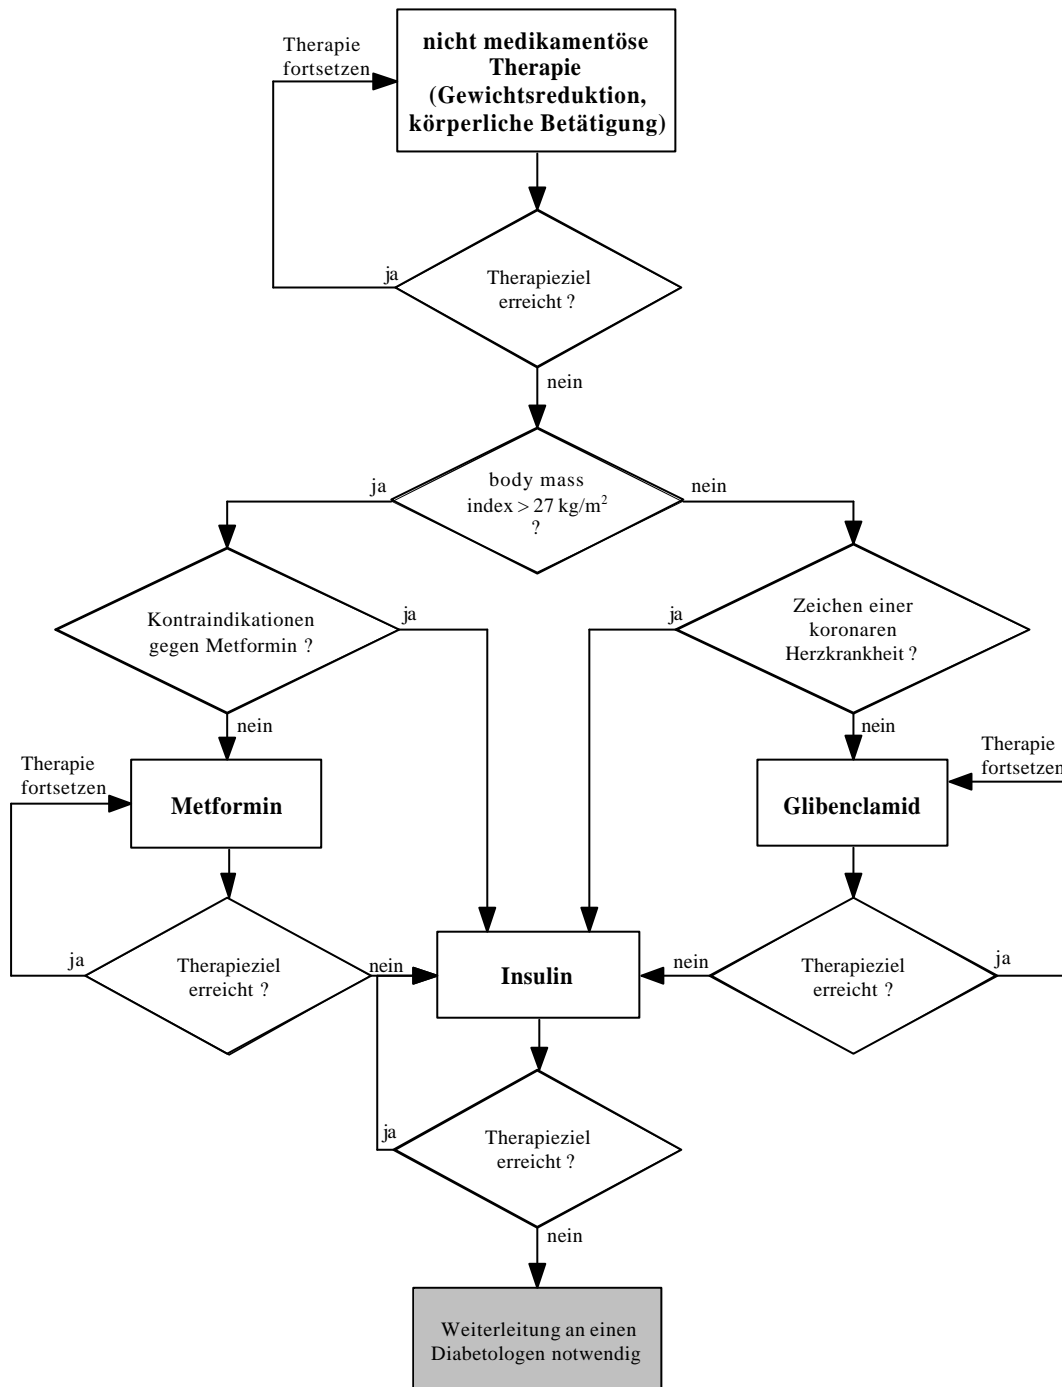 Therapie
fortsetzen
nicht medikamentöse
Therapie
(Gewichtsreduktion,
körperliche Betätigung)
ja
Therapieziel
erreicht ?
nein
ja
body mass
index > 27 kg/m²
?
nein
Kontraindikationen
gegen Metformin ?
ja
ja
Zeichen einer
koronaren
Herzkrankheit ?
nein
nein
Therapie
fortsetzen
Metformin
Glibenclamid
Therapie
fortsetzen
ja
Therapieziel
erreicht ?
nein
Insulin
nein
Therapieziel
erreicht ?
ja
ja
Therapieziel
erreicht ?
nein
Weiterleitung an einen
Diabetologen notwendig